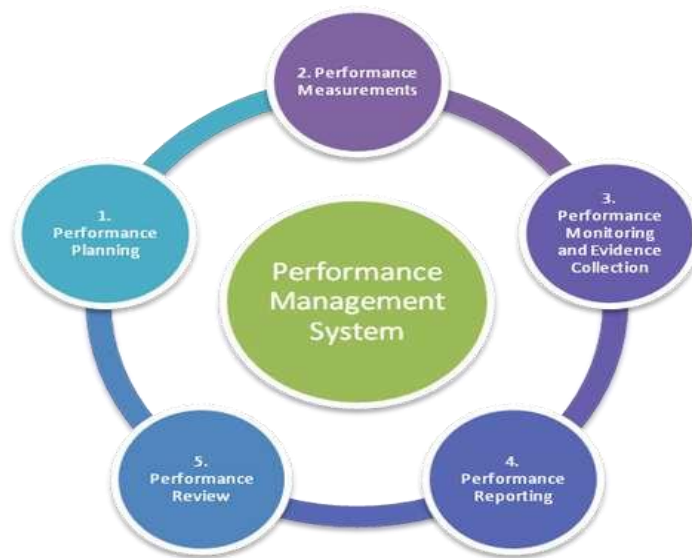 2. Performance
Measurements
1.
Performance
Planning
3.
Performance
Monitoring
and Evidence
Collection
Performance
Management
System
5.
Performance
Review
4.
Performance
Reporting